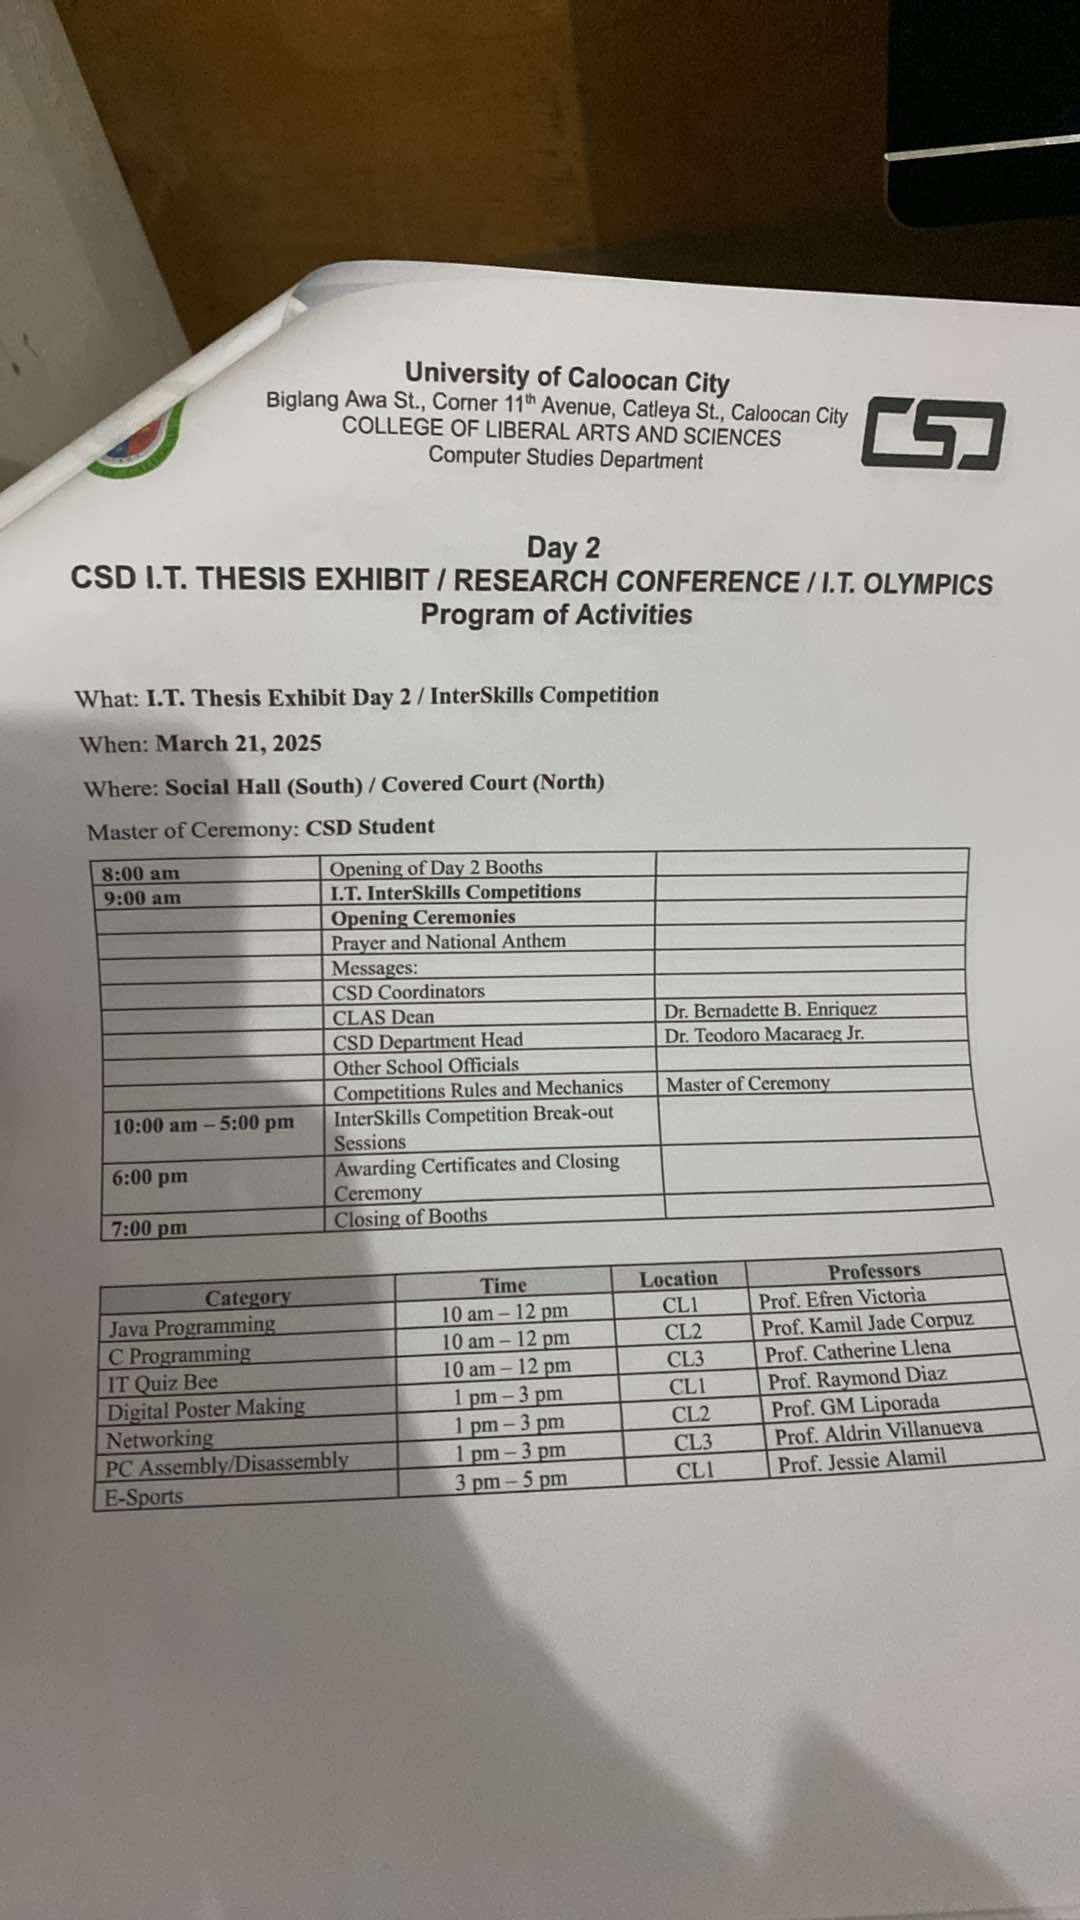 University of Caloocan City
Biglang Awa St., Corner 11th Avenue, Catleya St., Caloocan City
COLLEGE OF LIBERAL ARTS AND SCIENCES
Computer Studies Department
CSD
Day 2
CSD I.T. THESIS EXHIBIT / RESEARCH CONFERENCE / I.T. OLYMPICS
Program of Activities
What: I.T. Thesis Exhibit Day 2 / InterSkills Competition
When: March 21, 2025
Where: Social Hall (South) / Covered Court (North)
Master of Ceremony: CSD Student
8:00 am Opening of Day 2 Booths
9:00 am I.T. InterSkills Competitions
Opening Ceremonies
Prayer and National Anthem
Messages:
CSD Coordinators
CLAS Dean Dr. Bernadette B. Enriquez
CSD Department Head Dr. Teodoro Macaraeg Jr.
Other School Officials
Competitions Rules and Mechanics Master of Ceremony
10:00 am – 5:00 pm InterSkills Competition Break-out
Sessions
6:00 pm Awarding Certificates and Closing
Ceremony
7:00 pm Closing of Booths
Category Time Location Professors
Java Programming 10 am – 12 pm CL1 Prof. Efren Victoria
C Programming 10 am – 12 pm CL2 Prof. Kamil Jade Corpuz
IT Quiz Bee 10 am – 12 pm CL3 Prof. Catherine Llena
Digital Poster Making 1 pm – 3 pm CL1 Prof. Raymond Diaz
Networking 1 pm – 3 pm CL2 Prof. GM Liporada
PC Assembly/Disassembly 1 pm – 3 pm CL3 Prof. Aldrin Villanueva
E-Sports 3 pm – 5 pm CL1 Prof. Jessie Alamil